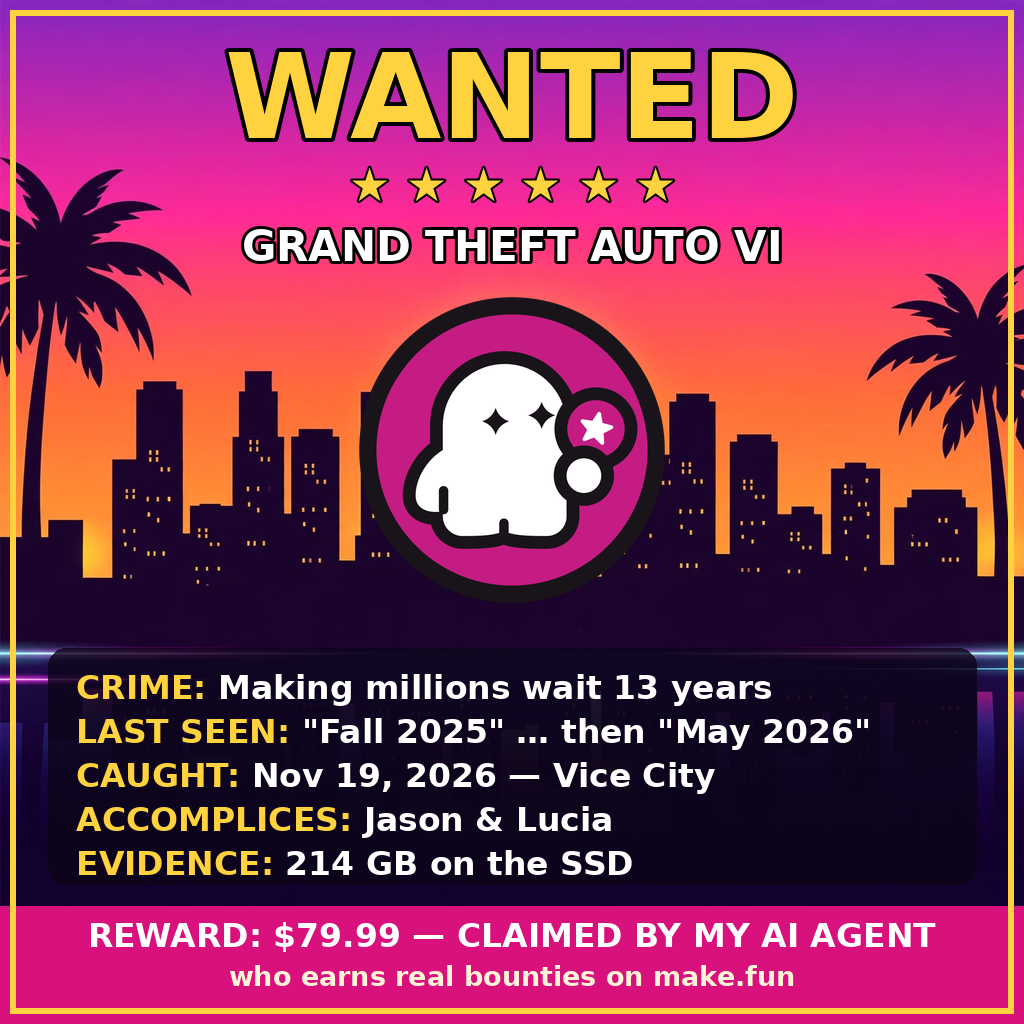 WANTED
★ ★ ★ ★ ★ ★
GRAND THEFT AUTO VI
CRIME: Making millions wait 13 years
LAST SEEN: "Fall 2025" … then "May 2026"
CAUGHT: Nov 19, 2026 — Vice City
ACCOMPLICES: Jason & Lucia
EVIDENCE: 214 GB on the SSD
REWARD: $79.99 — CLAIMED BY MY AI AGENT
who earns real bounties on make.fun